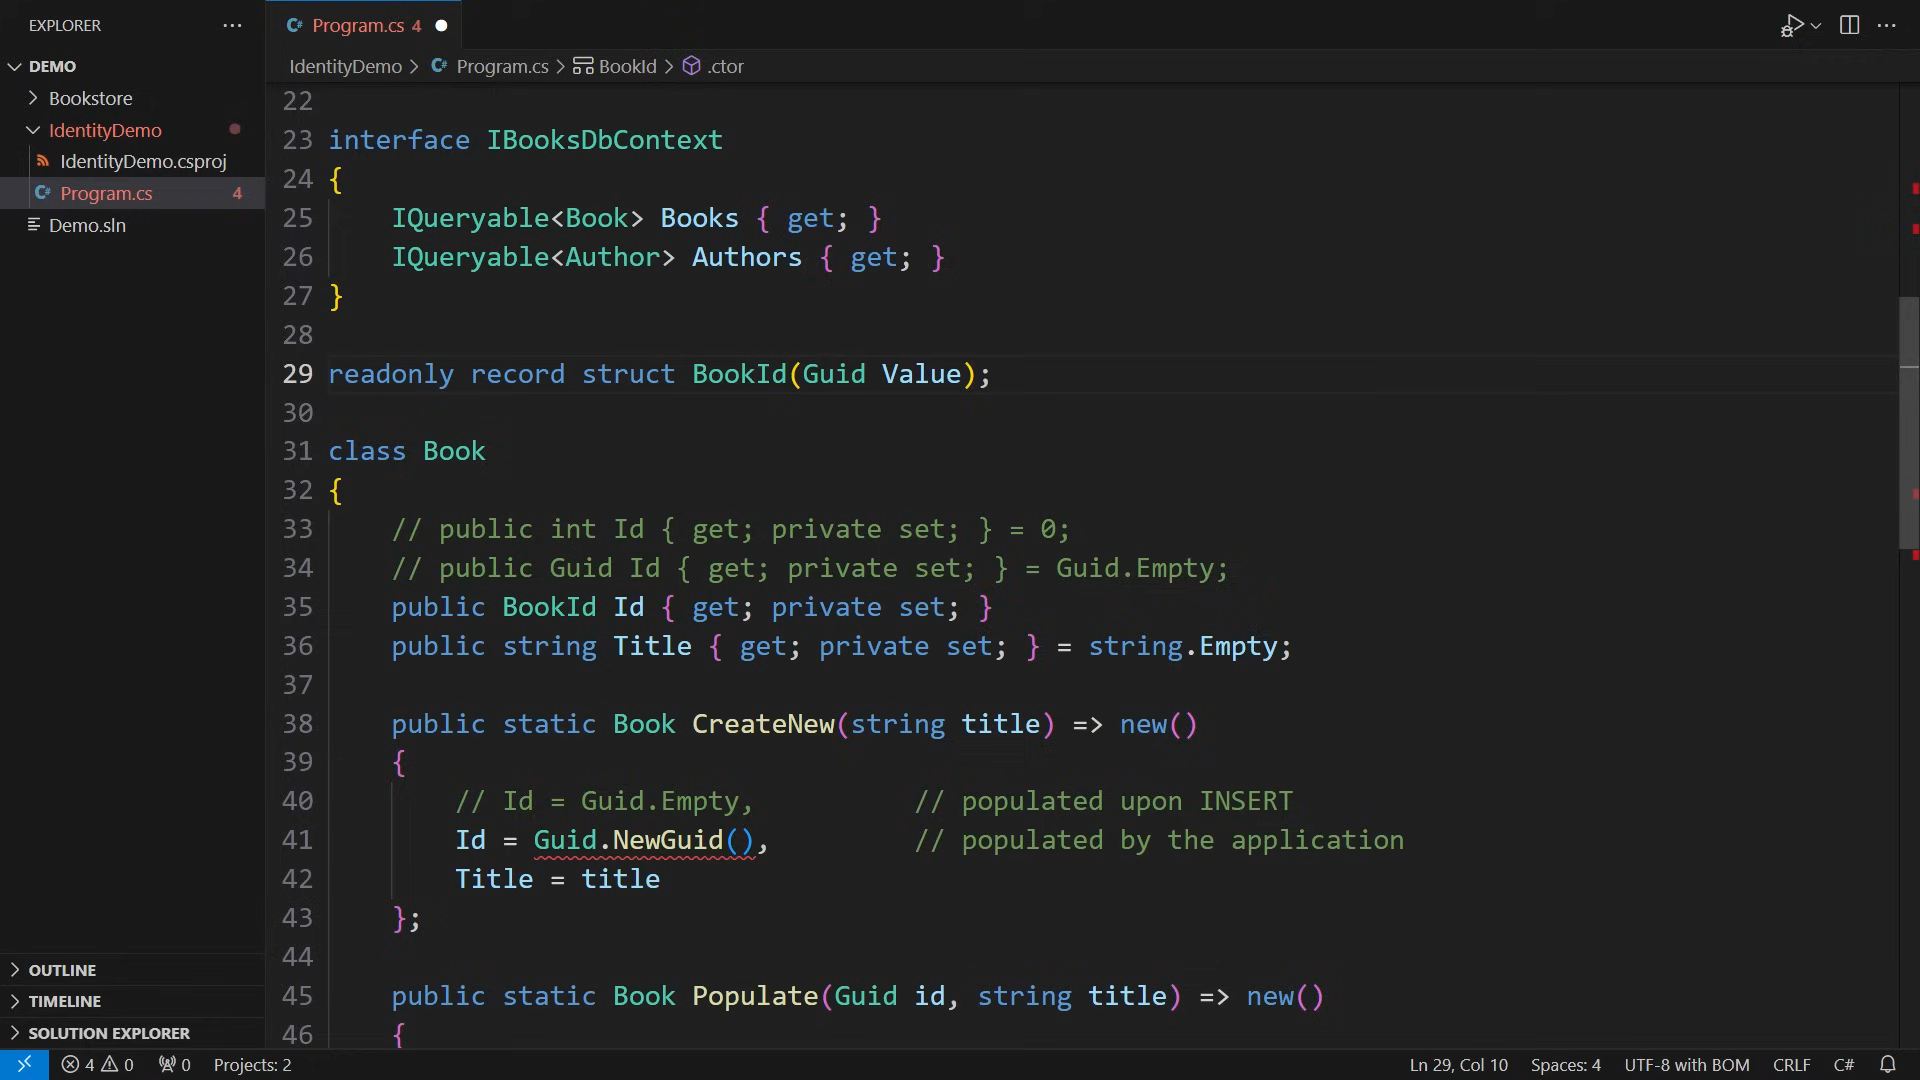 EXPLORER
DEMO
Bookstore
IdentityDemo
IdentityDemo.csproj
C# Program.cs 4
Demo.sln
OUTLINE
TIMELINE
SOLUTION EXPLORER
C# Program.cs 4
IdentityDemo > C# Program.cs > BookId > .ctor
22
23 interface IBooksDbContext
24 {
25     IQueryable<Book> Books { get; }
26     IQueryable<Author> Authors { get; }
27 }
28
29 readonly record struct BookId(Guid Value);
30
31 class Book
32 {
33     // public int Id { get; private set; } = 0;
34     // public Guid Id { get; private set; } = Guid.Empty;
35     public BookId Id { get; private set; }
36     public string Title { get; private set; } = string.Empty;
37
38     public static Book CreateNew(string title) => new()
39     {
40         // Id = Guid.Empty,          // populated upon INSERT
41         Id = Guid.NewGuid(),         // populated by the application
42         Title = title
43     };
44
45     public static Book Populate(Guid id, string title) => new()
46     {
4 0 0 Projects: 2 Ln 29, Col 10 Spaces: 4 UTF-8 with BOM CRLF C#